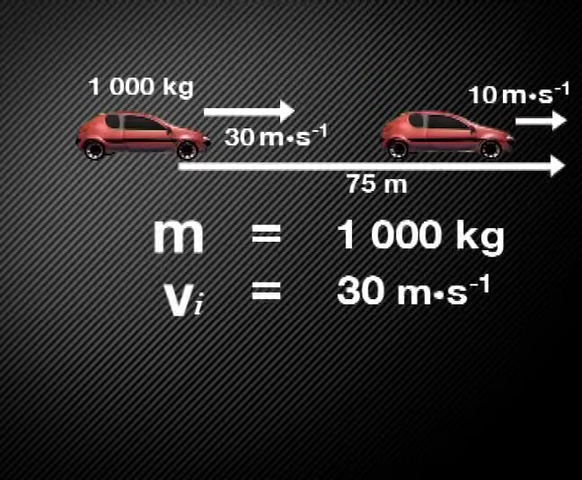 1 000 kg
10 m•s⁻¹
30 m•s⁻¹
75 m
m = 1 000 kg
vᵢ = 30 m•s⁻¹